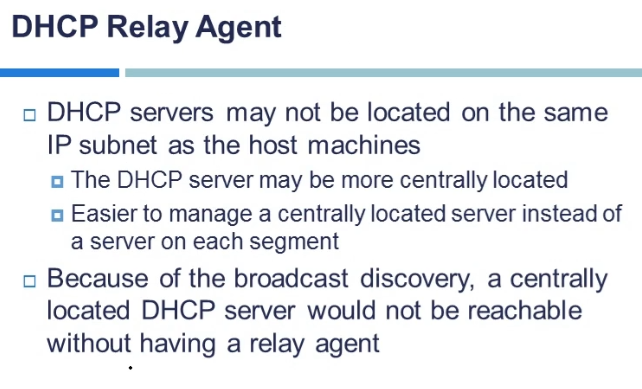 DHCP Relay Agent
DHCP servers may not be located on the same
IP subnet as the host machines
The DHCP server may be more centrally located
Easier to manage a centrally located server instead of
a server on each segment
Because of the broadcast discovery, a centrally
located DHCP server would not be reachable
without having a relay agent